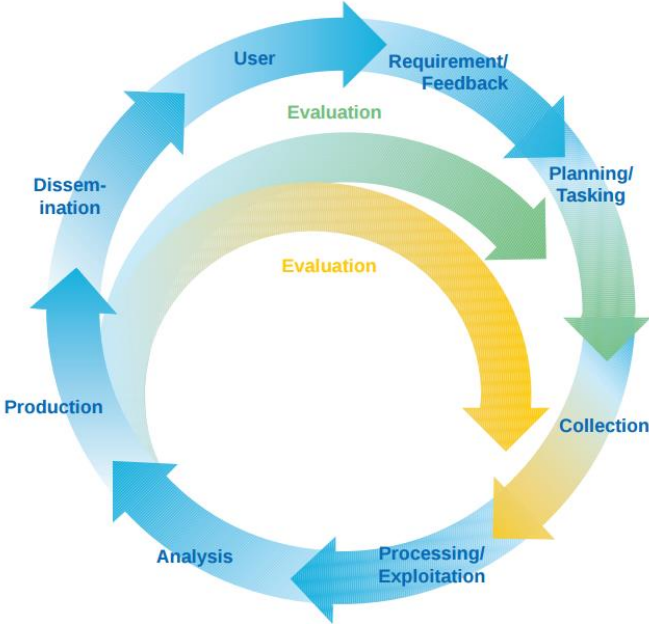 User
Requirement/
Feedback
Evaluation
Planning/
Tasking
Dissem-
ination
Evaluation
Production
Collection
Analysis
Processing/
Exploitation